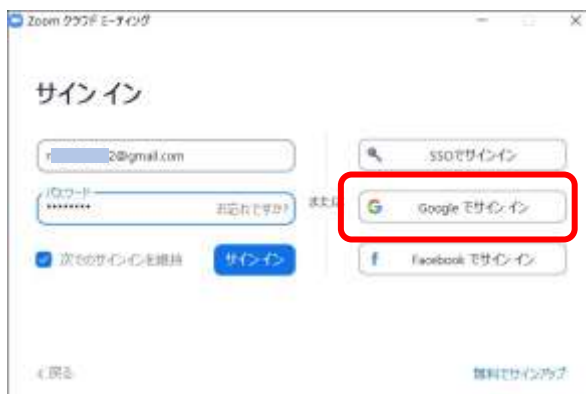 Zoom クラウド ミーティング
サイン イン
r 2@gmail.com
パスワード
********
お忘れですか?
次でのサインインを維持
サインイン
または
SSOでサインイン
Google でサイン イン
Facebook でサイン イン
< 戻る
無料でサインアップ